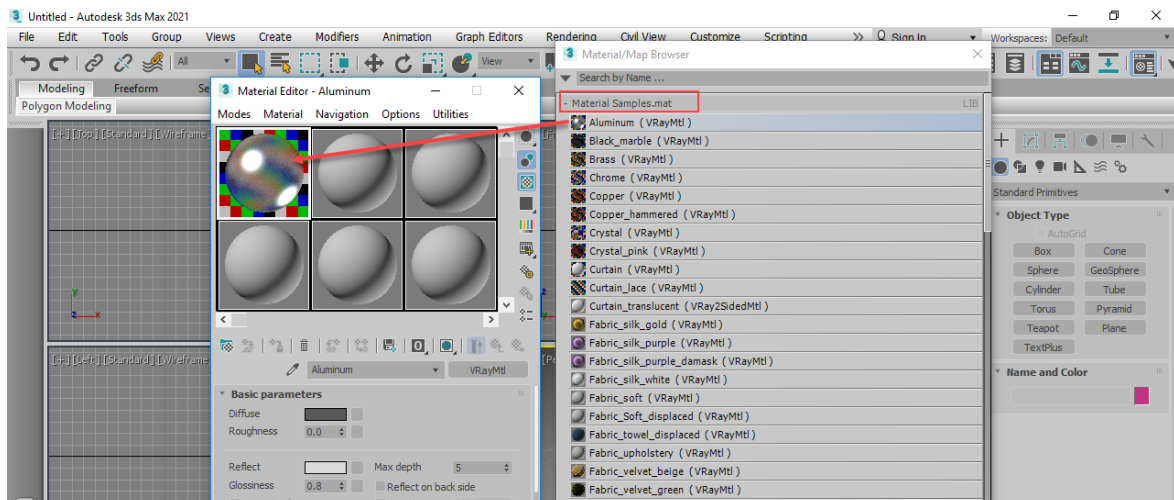 Untitled - Autodesk 3ds Max 2021
File Edit Tools Group Views Create Modifiers Animation Graph Editors Rendering Civil View Customize Scripting Sign In Workspaces: Default
All View
Modeling Freeform Se
Polygon Modeling
Material Editor - Aluminum
Modes Material Navigation Options Utilities
Material/Map Browser
Search by Name ...
- Material Samples.mat LIB
Aluminum ( VRayMtl )
Black_marble ( VRayMtl )
Brass ( VRayMtl )
Chrome ( VRayMtl )
Copper ( VRayMtl )
Copper_hammered ( VRayMtl )
Crystal ( VRayMtl )
Crystal_pink ( VRayMtl )
Curtain ( VRayMtl )
Curtain_lace ( VRayMtl )
Curtain_translucent ( VRay2SidedMtl )
Fabric_silk_gold ( VRayMtl )
Fabric_silk_purple ( VRayMtl )
Fabric_silk_purple_damask ( VRayMtl )
Fabric_silk_white ( VRayMtl )
Fabric_soft ( VRayMtl )
Fabric_Soft_displaced ( VRayMtl )
Fabric_towel_displaced ( VRayMtl )
Fabric_upholstery ( VRayMtl )
Fabric_velvet_beige ( VRayMtl )
Fabric_velvet_green ( VRayMtl )
[+] [Top] [Standard] [Wireframe
y
z x
[+] [Left] [Standard] [Wireframe
[Pe
0
Aluminum VRayMtl
Basic parameters
Diffuse
Roughness 0.0
Reflect Max depth 5
Glossiness 0.8 Reflect on back side
Standard Primitives
Object Type
AutoGrid
Box Cone
Sphere GeoSphere
Cylinder Tube
Torus Pyramid
Teapot Plane
TextPlus
Name and Color